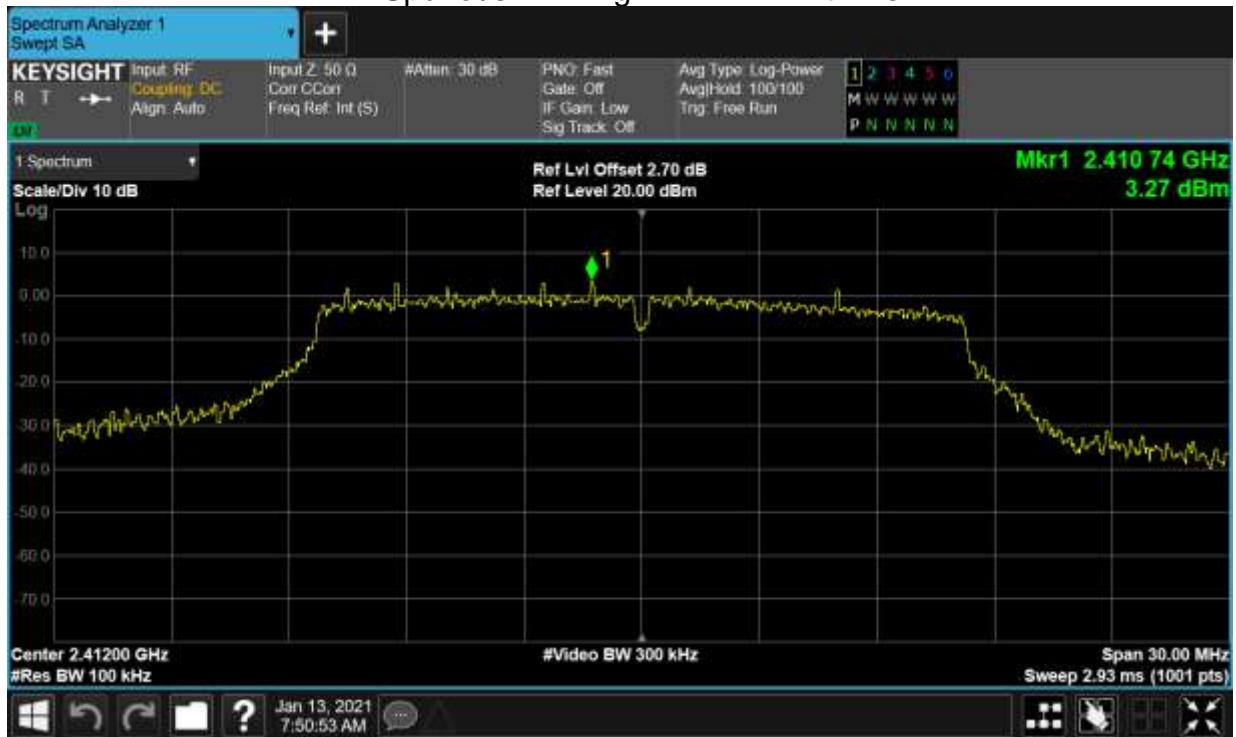 Spectrum Analyzer 1
Swept SA
+
KEYSIGHT
R T
Input: RF
Coupling: DC
Align: Auto
Input Z: 50 Ω
Corr CCorr
Freq Ref: Int (S)
#Atten: 30 dB
PNO: Fast
Gate: Off
IF Gain: Low
Sig Track: Off
Avg Type: Log-Power
Avg|Hold: 100/100
Trig: Free Run
1 2 3 4 5 6
M W W W W W
P N N N N N
1 Spectrum
Scale/Div 10 dB
Log
Ref Lvl Offset 2.70 dB
Ref Level 20.00 dBm
Mkr1 2.410 74 GHz
3.27 dBm
1
10.0
0.00
-10.0
-20.0
-30.0
-40.0
-50.0
-60.0
-70.0
Center 2.41200 GHz
#Res BW 100 kHz
#Video BW 300 kHz
Span 30.00 MHz
Sweep 2.93 ms (1001 pts)
?
Jan 13, 2021
7:50:53 AM